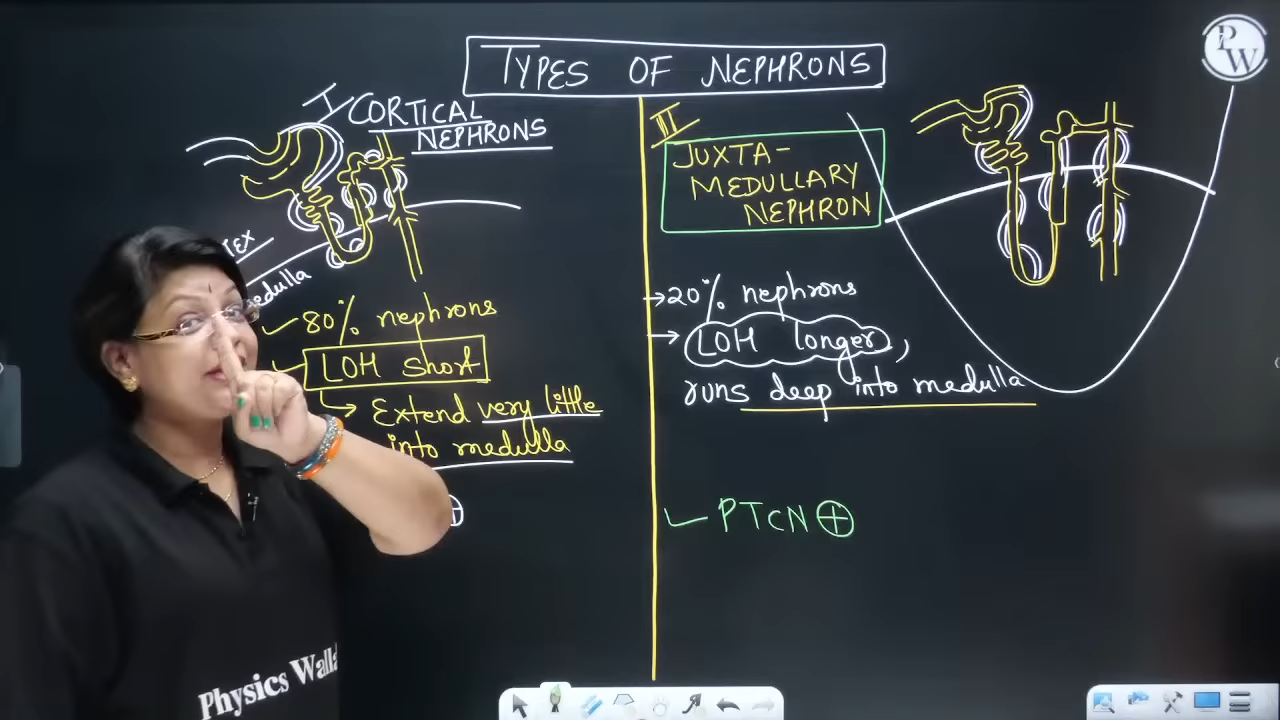 TYPES OF NEPHRONS
PW
I CORTICAL
NEPHRONS
TEX
medulla
80% nephrons
LOH short
Extend very little
into medulla
II
JUXTA-
MEDULLARY
NEPHRON
20% nephrons
LOH longer,
runs deep into medulla
PTCN
Physics Walla